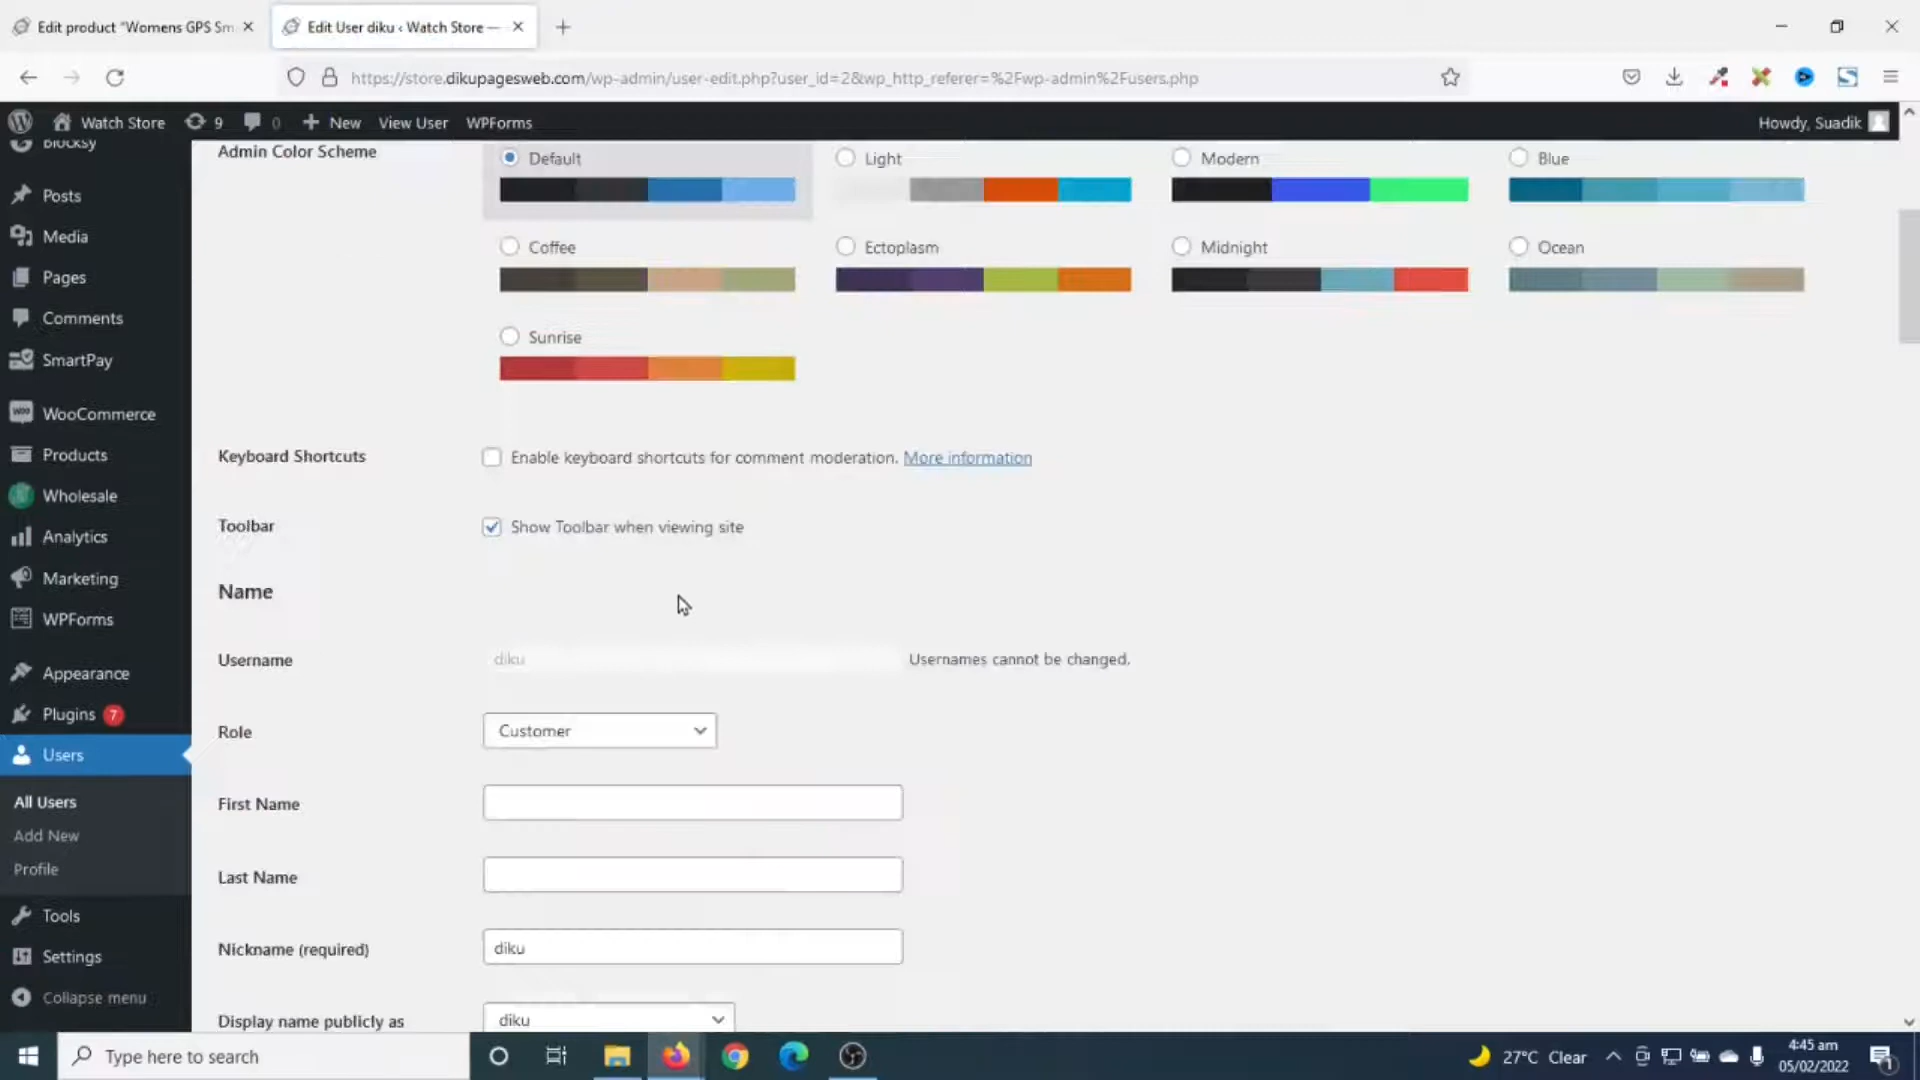 Edit product "Womens GPS Sm
Edit User diku ‹ Watch Store —
https://store.dikupagesweb.com/wp-admin/user-edit.php?user_id=2&wp_http_referer=%2Fwp-admin%2Fusers.php
Watch Store 9 0 New View User WPForms Howdy, Suadik
Blocksy
Posts
Media
Pages
Comments
SmartPay
WooCommerce
Products
Wholesale
Analytics
Marketing
WPForms
Appearance
Plugins 7
Users
All Users
Add New
Profile
Tools
Settings
Collapse menu
Admin Color Scheme
Default Light Modern Blue
Coffee Ectoplasm Midnight Ocean
Sunrise
Keyboard Shortcuts Enable keyboard shortcuts for comment moderation. More information
Toolbar Show Toolbar when viewing site
Name
Username diku Usernames cannot be changed.
Role Customer
First Name
Last Name
Nickname (required) diku
Display name publicly as diku
Type here to search
27°C Clear
4:45 am
05/02/2022
1